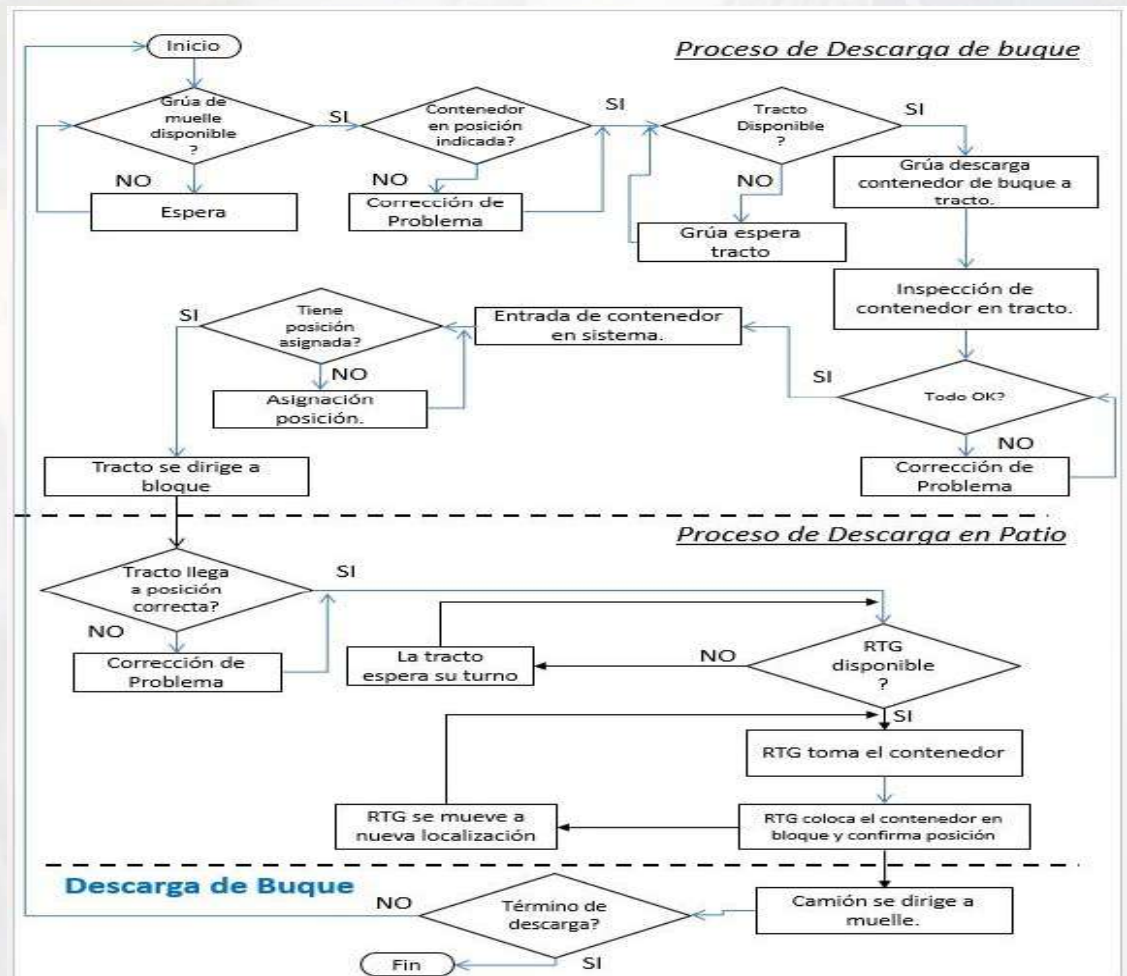 Inicio
Proceso de Descarga de buque
Grúa de
muelle
disponible
?
SI
Contenedor
en posición
indicada?
SI
Tracto
Disponible
?
SI
NO
Espera
NO
Corrección de
Problema
NO
Grúa espera
tracto
Grúa descarga
contenedor de buque a
tracto.
Inspección de
contenedor en tracto.
Todo OK?
SI
NO
Corrección de
Problema
Entrada de contenedor
en sistema.
Tiene
posición
asignada?
SI
NO
Asignación
posición.
Tracto se dirige a
bloque
Proceso de Descarga en Patio
Tracto llega
a posición
correcta?
SI
NO
Corrección de
Problema
RTG
disponible
?
NO
La tracto
espera su turno
SI
RTG toma el contenedor
RTG coloca el contenedor en
bloque y confirma posición
RTG se mueve a
nueva localización
Descarga de Buque
Camión se dirige a
muelle.
Término de
descarga?
NO
SI
Fin